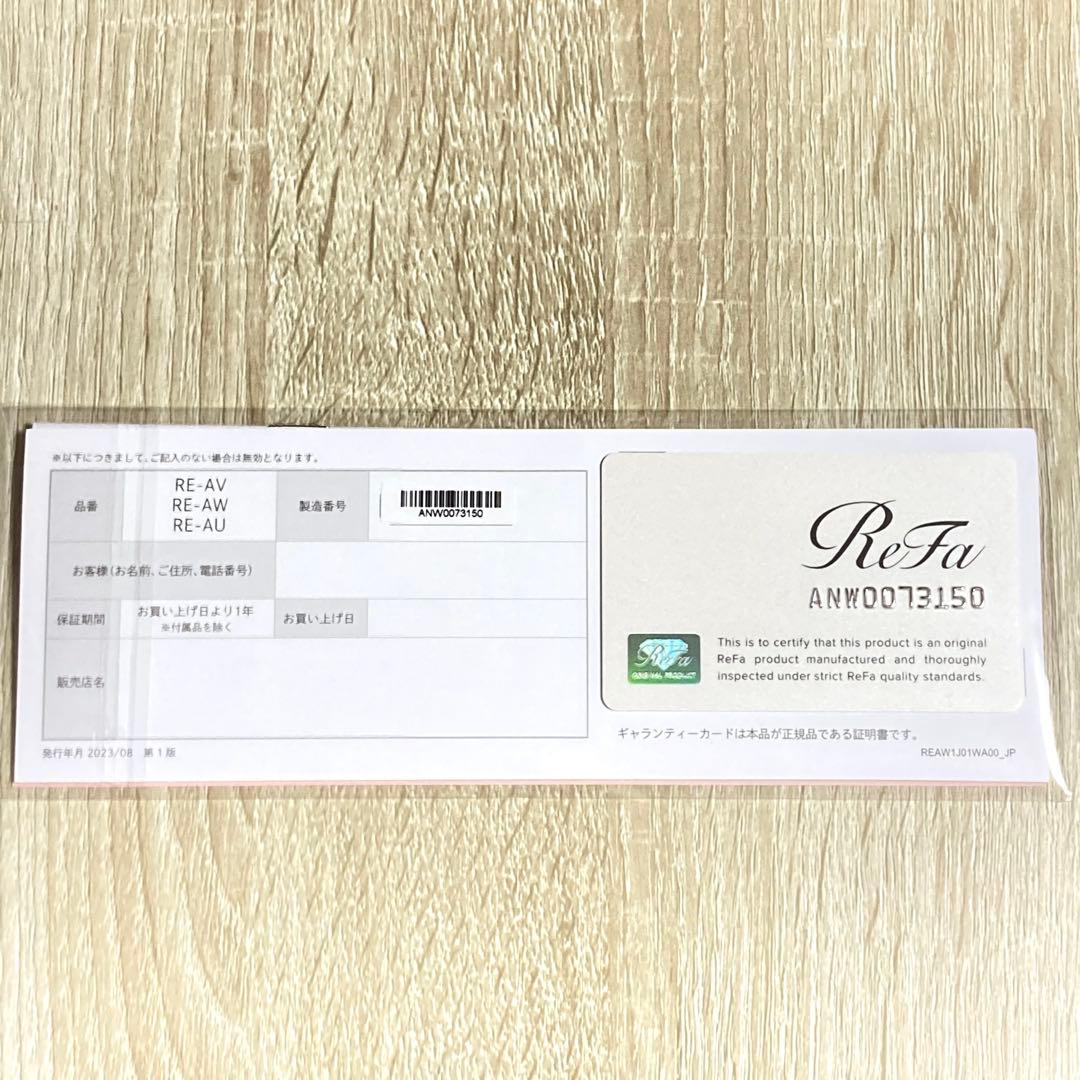 ※以下につきまして、ご記入のない場合は無効となります。
品番
RE-AV
RE-AW
RE-AU
製造番号
ANW0073150
お客様(お名前、ご住所、電話番号)
保証期間
お買い上げ日より1年
※付属品を除く
お買い上げ日
販売店名
発行年月 2023/08 第1版
ReFa
ANW0073150
ReFa
ORIGINAL PRODUCT
This is to certify that this product is an original
ReFa product manufactured and thoroughly
inspected under strict ReFa quality standards.
ギャランティーカードは本品が正規品である証明書です。
REAW1J01WA00_JP